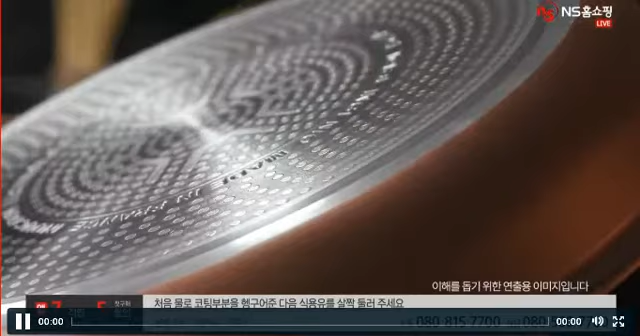 NS홈쇼핑
LIVE
이해를 돕기 위한 연출용 이미지입니다
처음 물로 코팅부분을 헹구어준 다음 식용유를 살짝 둘러 주세요
080-815-7700
00:00
00:00